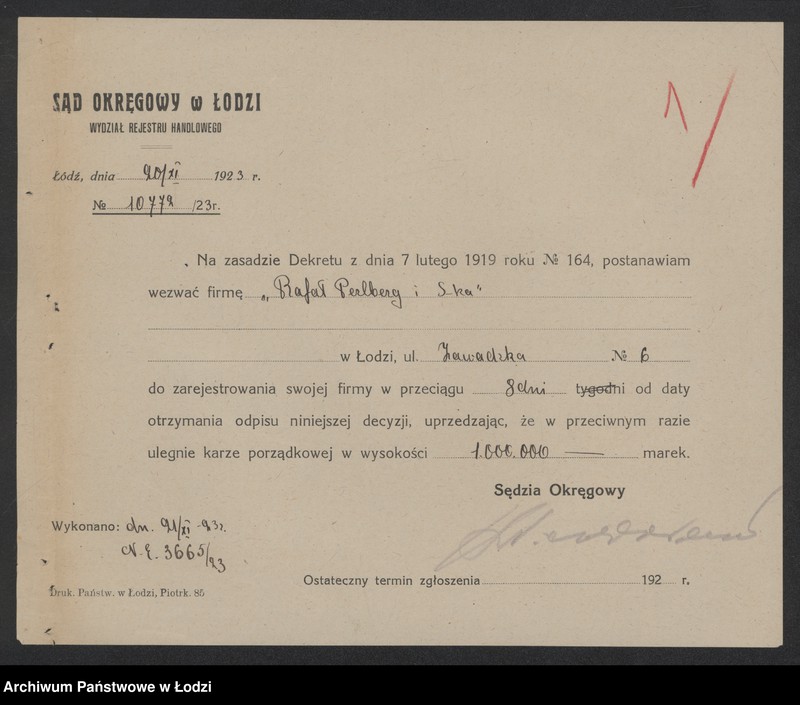 1/
SĄD OKRĘGOWY w ŁODZI
WYDZIAŁ REJESTRU HANDLOWEGO
Łódź, dnia 20/XI 1923 r.
№ 10772 /23r.
Na zasadzie Dekretu z dnia 7 lutego 1919 roku № 164, postanawiam
wezwać firmę „Rafał Perlberg i S-ka"
w Łodzi, ul. Zawadzka № 6
do zarejestrowania swojej firmy w przeciągu 8 dni tygodni od daty
otrzymania odpisu niniejszej decyzji, uprzedzając, że w przeciwnym razie
ulegnie karze porządkowej w wysokości 1.000.000 — marek.
Sędzia Okręgowy
Wykonano: dn. 21/XI -23r.
N. E. 3665/23
Ostateczny termin zgłoszenia 192 r.
Druk. Państw. w Łodzi, Piotrk. 85
Archiwum Państwowe w Łodzi